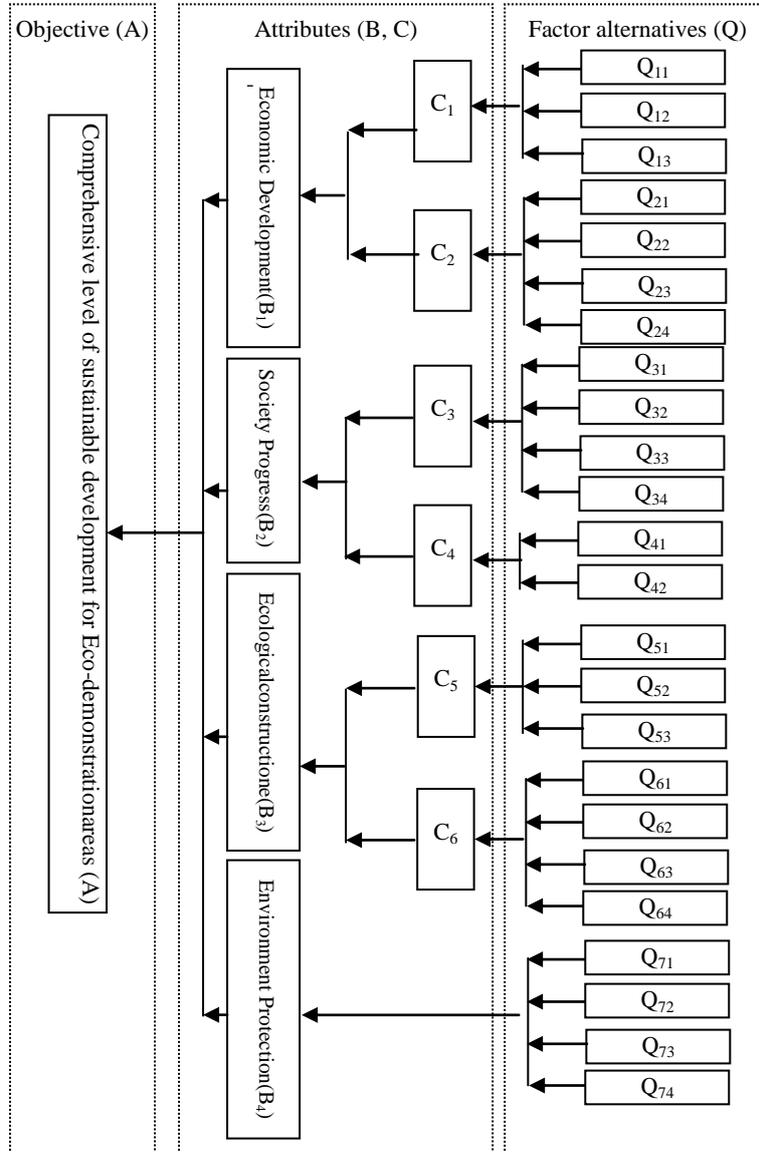 Objective (A)
Attributes (B, C)
Factor alternatives (Q)
Comprehensive level of sustainable development for Eco-demonstrationareas (A)
Economic Development(B₁)
Society Progress(B₂)
Ecologicalconstructione(B₃)
Environment Protection(B₄)
C₁
C₂
C₃
C₄
C₅
C₆
Q₁₁
Q₁₂
Q₁₃
Q₂₁
Q₂₂
Q₂₃
Q₂₄
Q₃₁
Q₃₂
Q₃₃
Q₃₄
Q₄₁
Q₄₂
Q₅₁
Q₅₂
Q₅₃
Q₆₁
Q₆₂
Q₆₃
Q₆₄
Q₇₁
Q₇₂
Q₇₃
Q₇₄